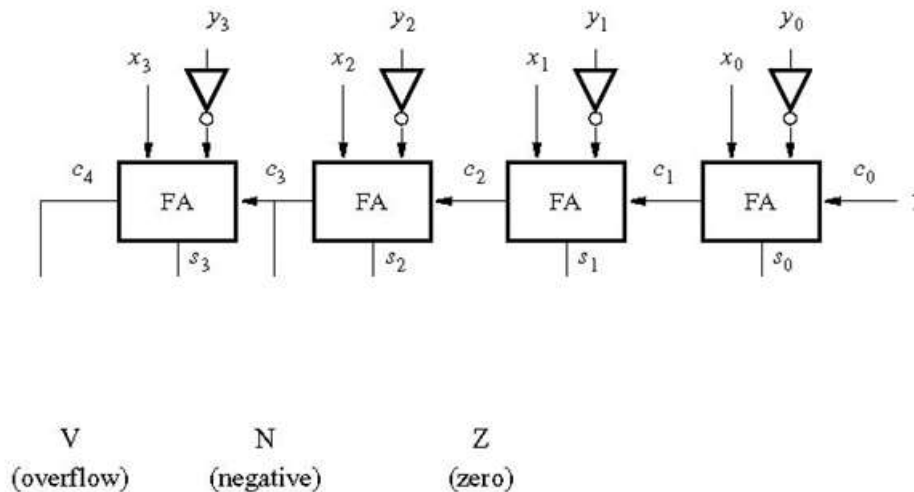 y3 y2 y1 y0
x3 x2 x1 x0
c4 c3 c2 c1 c0
FA FA FA FA
s3 s2 s1 s0
V N Z
(overflow) (negative) (zero)